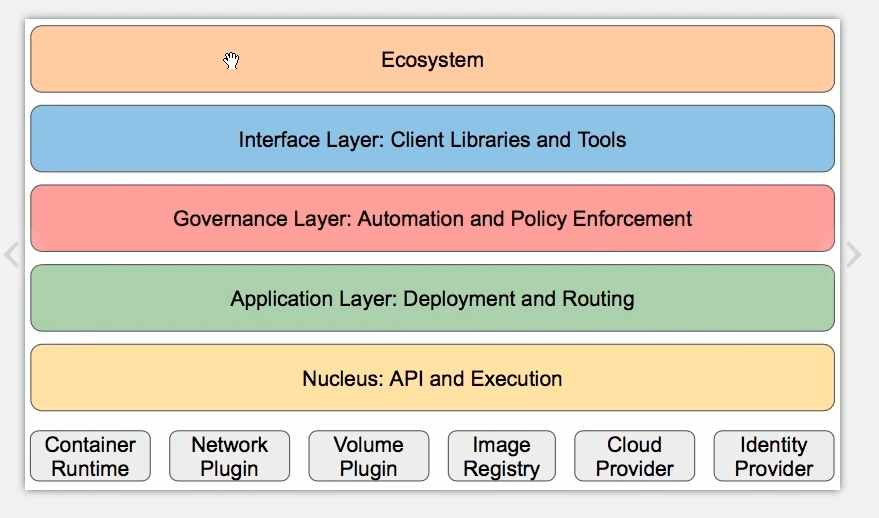 Ecosystem
Interface Layer: Client Libraries and Tools
Governance Layer: Automation and Policy Enforcement
Application Layer: Deployment and Routing
Nucleus: API and Execution
Container
Runtime
Network
Plugin
Volume
Plugin
Image
Registry
Cloud
Provider
Identity
Provider